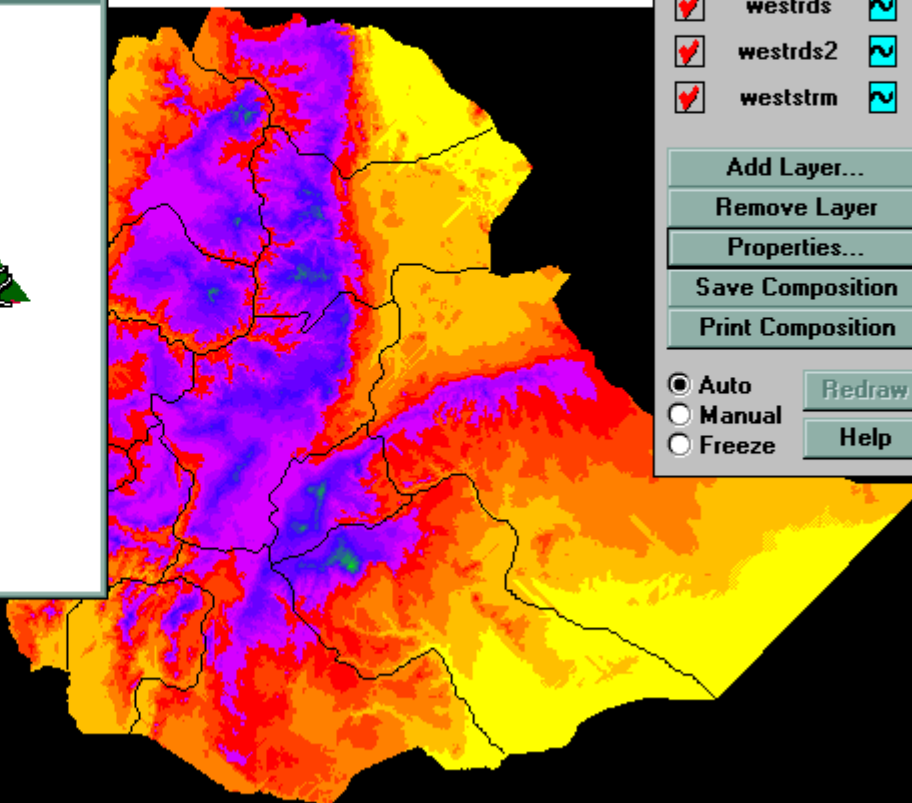 westrds
westrds2
weststrm
Add Layer...
Remove Layer
Properties...
Save Composition
Print Composition
Auto
Redraw
Manual
Help
Freeze